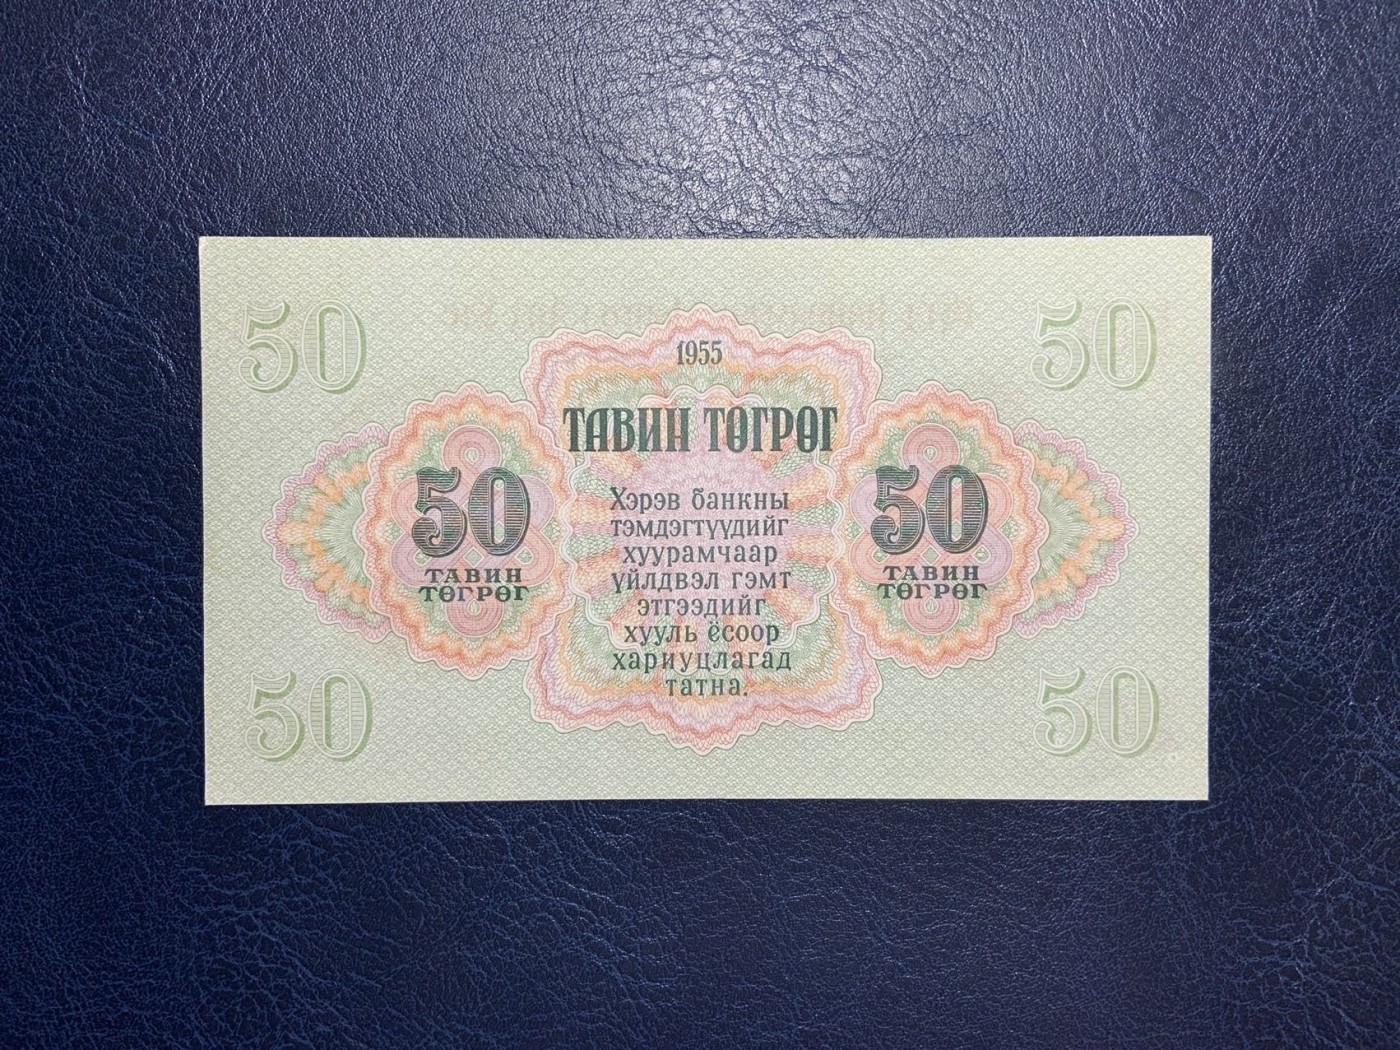 50 50
1955
ТАВИН ТӨГРӨГ
50 50
ТАВИН ТАВИН
ТӨГРӨГ ТӨГРӨГ
Хэрэв банкны
тэмдэгтүүдийг
хуурамчаар
үйлдвэл гэмт
этгээдийг
хууль ёсоор
хариуцлагад
татна.
50 50